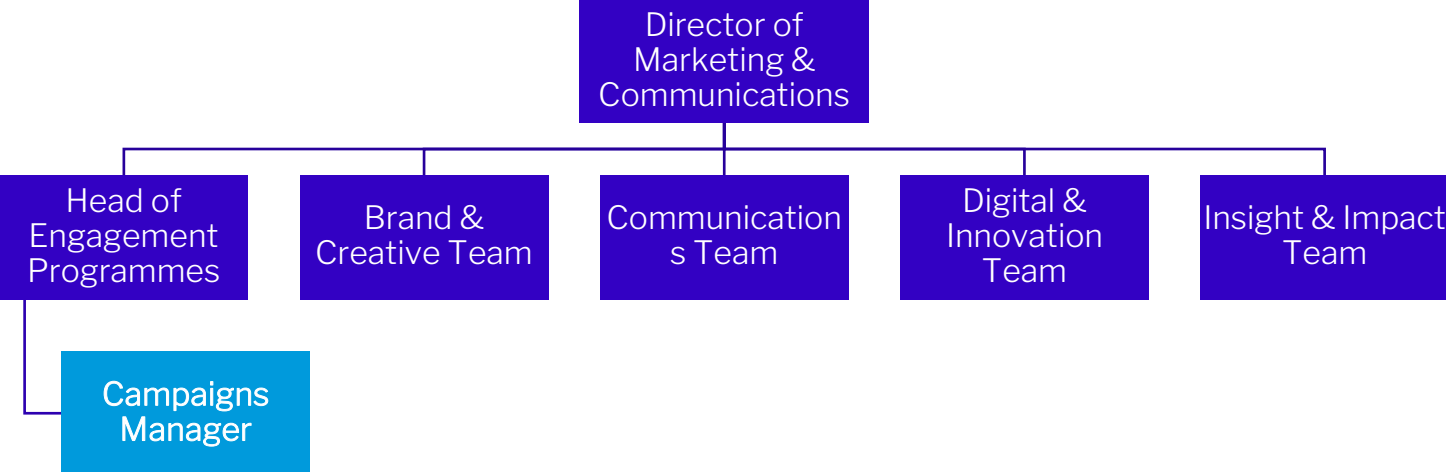 Director of
Marketing &
Communications
Head of
Engagement
Programmes
Brand &
Creative Team
Communication
s Team
Digital &
Innovation
Team
Insight & Impact
Team
Campaigns
Manager